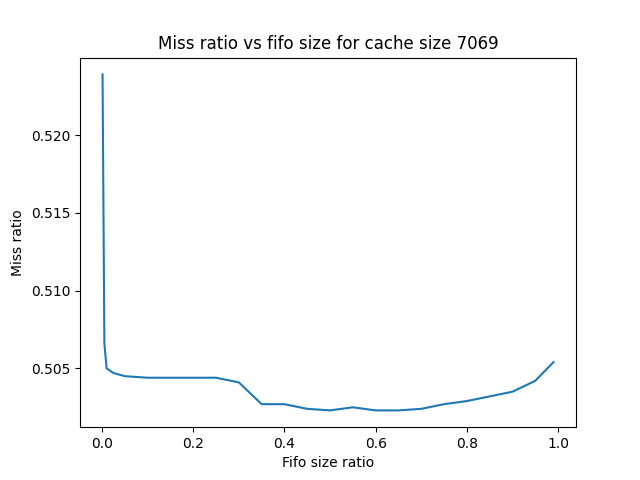 Miss ratio vs fifo size for cache size 7069
0.520
0.515
0.510
0.505
Miss ratio
0.0 0.2 0.4 0.6 0.8 1.0
Fifo size ratio